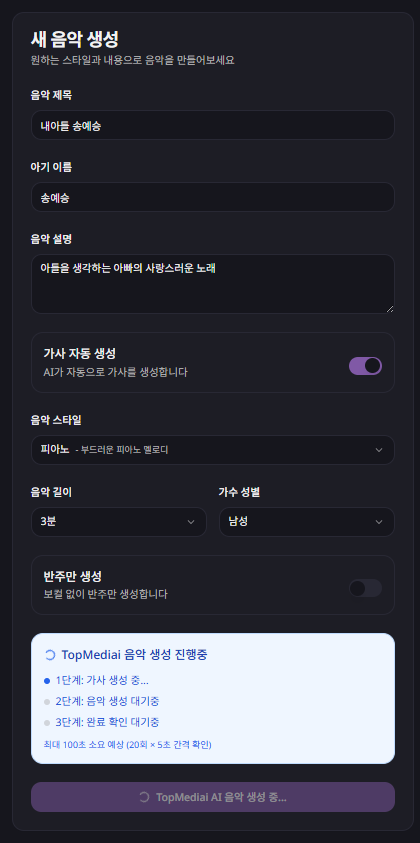 새 음악 생성
원하는 스타일과 내용으로 음악을 만들어보세요
음악 제목
내아들 송예승
아기 이름
송예승
음악 설명
아들을 생각하는 아빠의 사랑스러운 노래
가사 자동 생성
AI가 자동으로 가사를 생성합니다
음악 스타일
피아노 - 부드러운 피아노 멜로디
음악 길이 가수 성별
3분 남성
반주만 생성
보컬 없이 반주만 생성합니다
TopMediai 음악 생성 진행중
1단계: 가사 생성 중...
2단계: 음악 생성 대기중
3단계: 완료 확인 대기중
최대 100초 소요 예상 (20회 × 5초 간격 확인)
TopMediai AI 음악 생성 중...